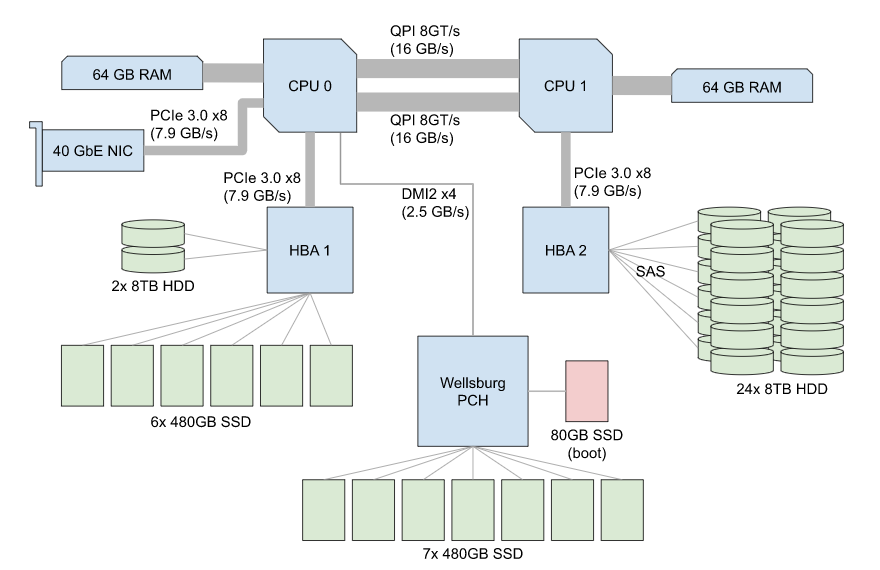 QPI 8GT/s
(16 GB/s)
64 GB RAM
CPU 0
CPU 1
64 GB RAM
PCIe 3.0 x8
(7.9 GB/s)
QPI 8GT/s
(16 GB/s)
40 GbE NIC
PCIe 3.0 x8
(7.9 GB/s)
DMI2 x4
(2.5 GB/s)
PCIe 3.0 x8
(7.9 GB/s)
HBA 1
HBA 2
SAS
2x 8TB HDD
24x 8TB HDD
Wellsburg
PCH
6x 480GB SSD
80GB SSD
(boot)
7x 480GB SSD